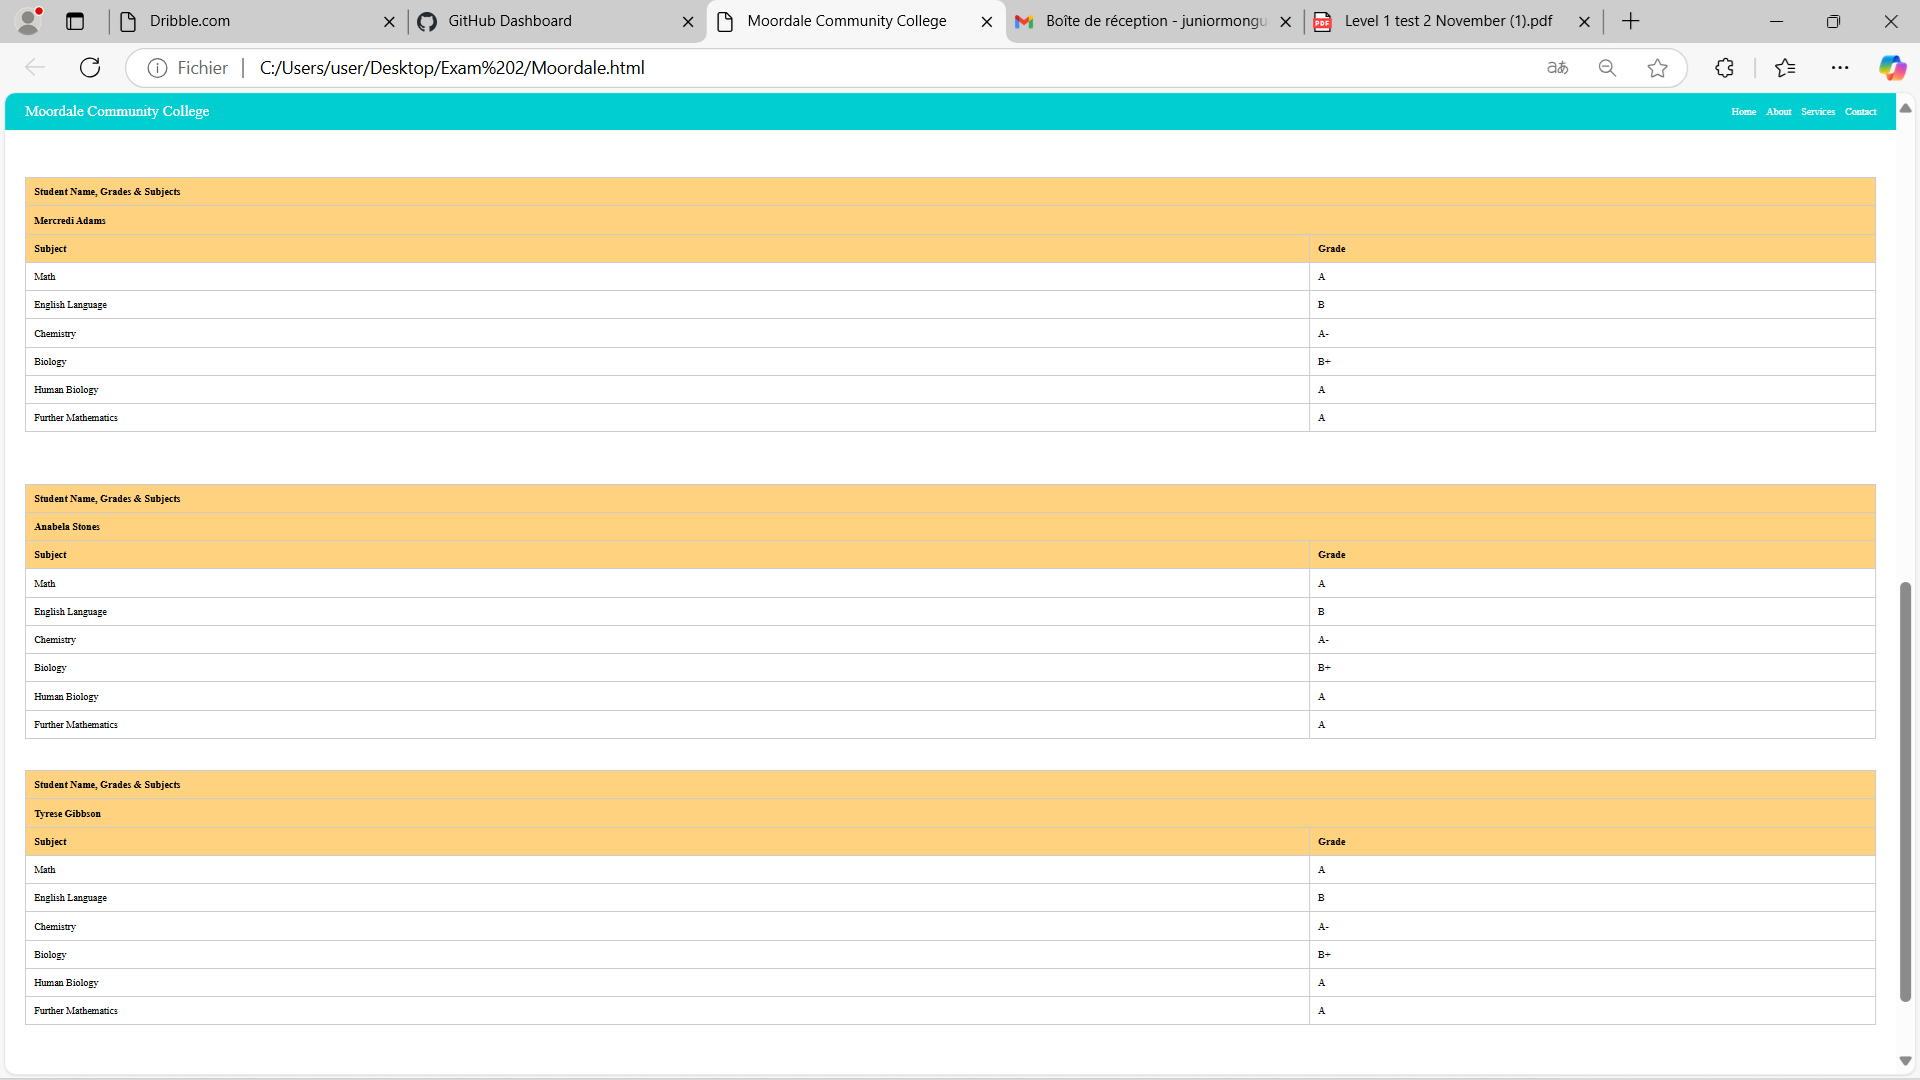 Dribble.com
GitHub Dashboard
Moordale Community College
Boîte de réception - juniormongu
Level 1 test 2 November (1).pdf
Fichier
C:/Users/user/Desktop/Exam%202/Moordale.html
Moordale Community College
Home About Services Contact
Student Name, Grades & Subjects
Mercredi Adams
Subject Grade
Math A
English Language B
Chemistry A-
Biology B+
Human Biology A
Further Mathematics A
Student Name, Grades & Subjects
Anabela Stones
Subject Grade
Math A
English Language B
Chemistry A-
Biology B+
Human Biology A
Further Mathematics A
Student Name, Grades & Subjects
Tyrese Gibbson
Subject Grade
Math A
English Language B
Chemistry A-
Biology B+
Human Biology A
Further Mathematics A